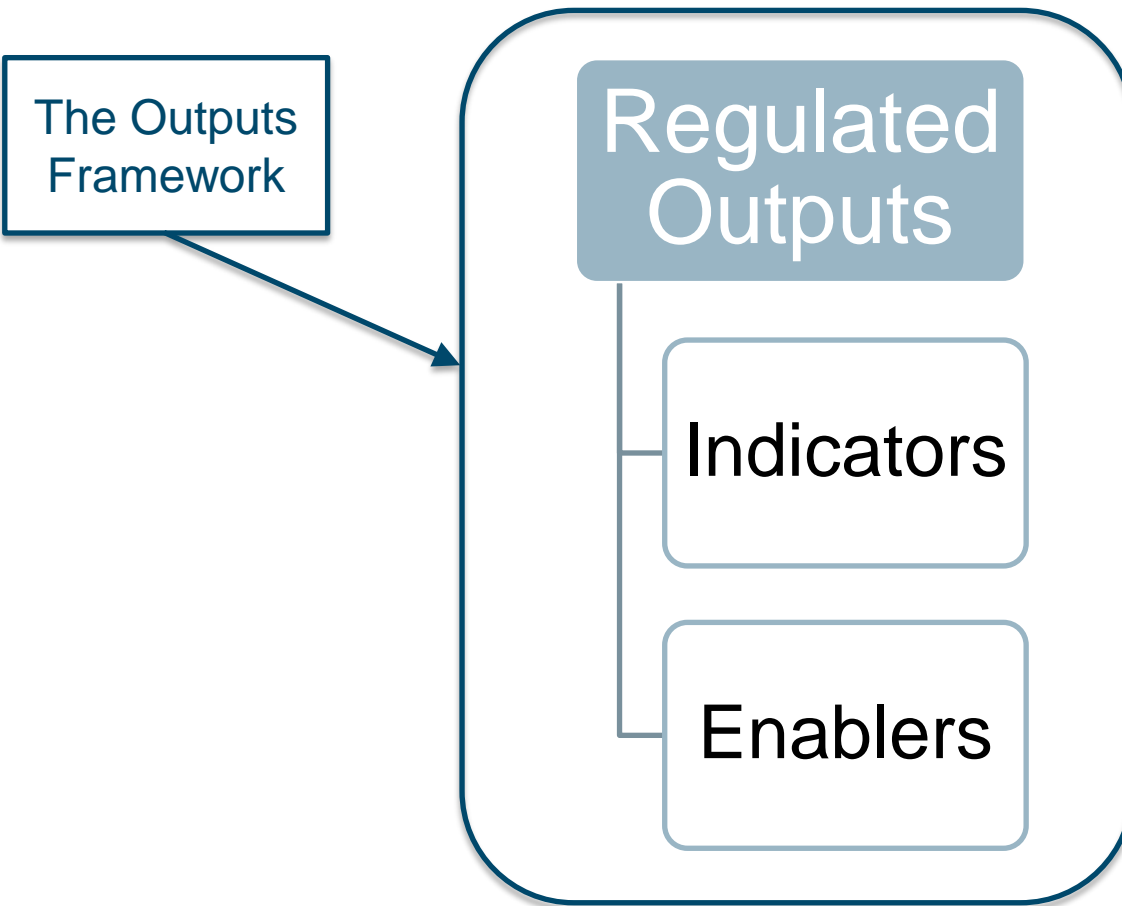 The Outputs
Framework
Regulated
Outputs
Indicators
Enablers